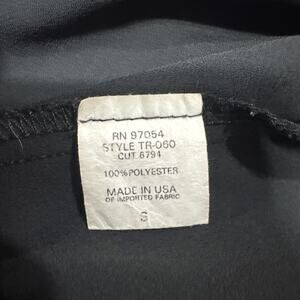 RN 97054
STYLE TR-060
CUT 6794
100% POLYESTER
MADE IN USA
OF IMPORTED FABRIC
S